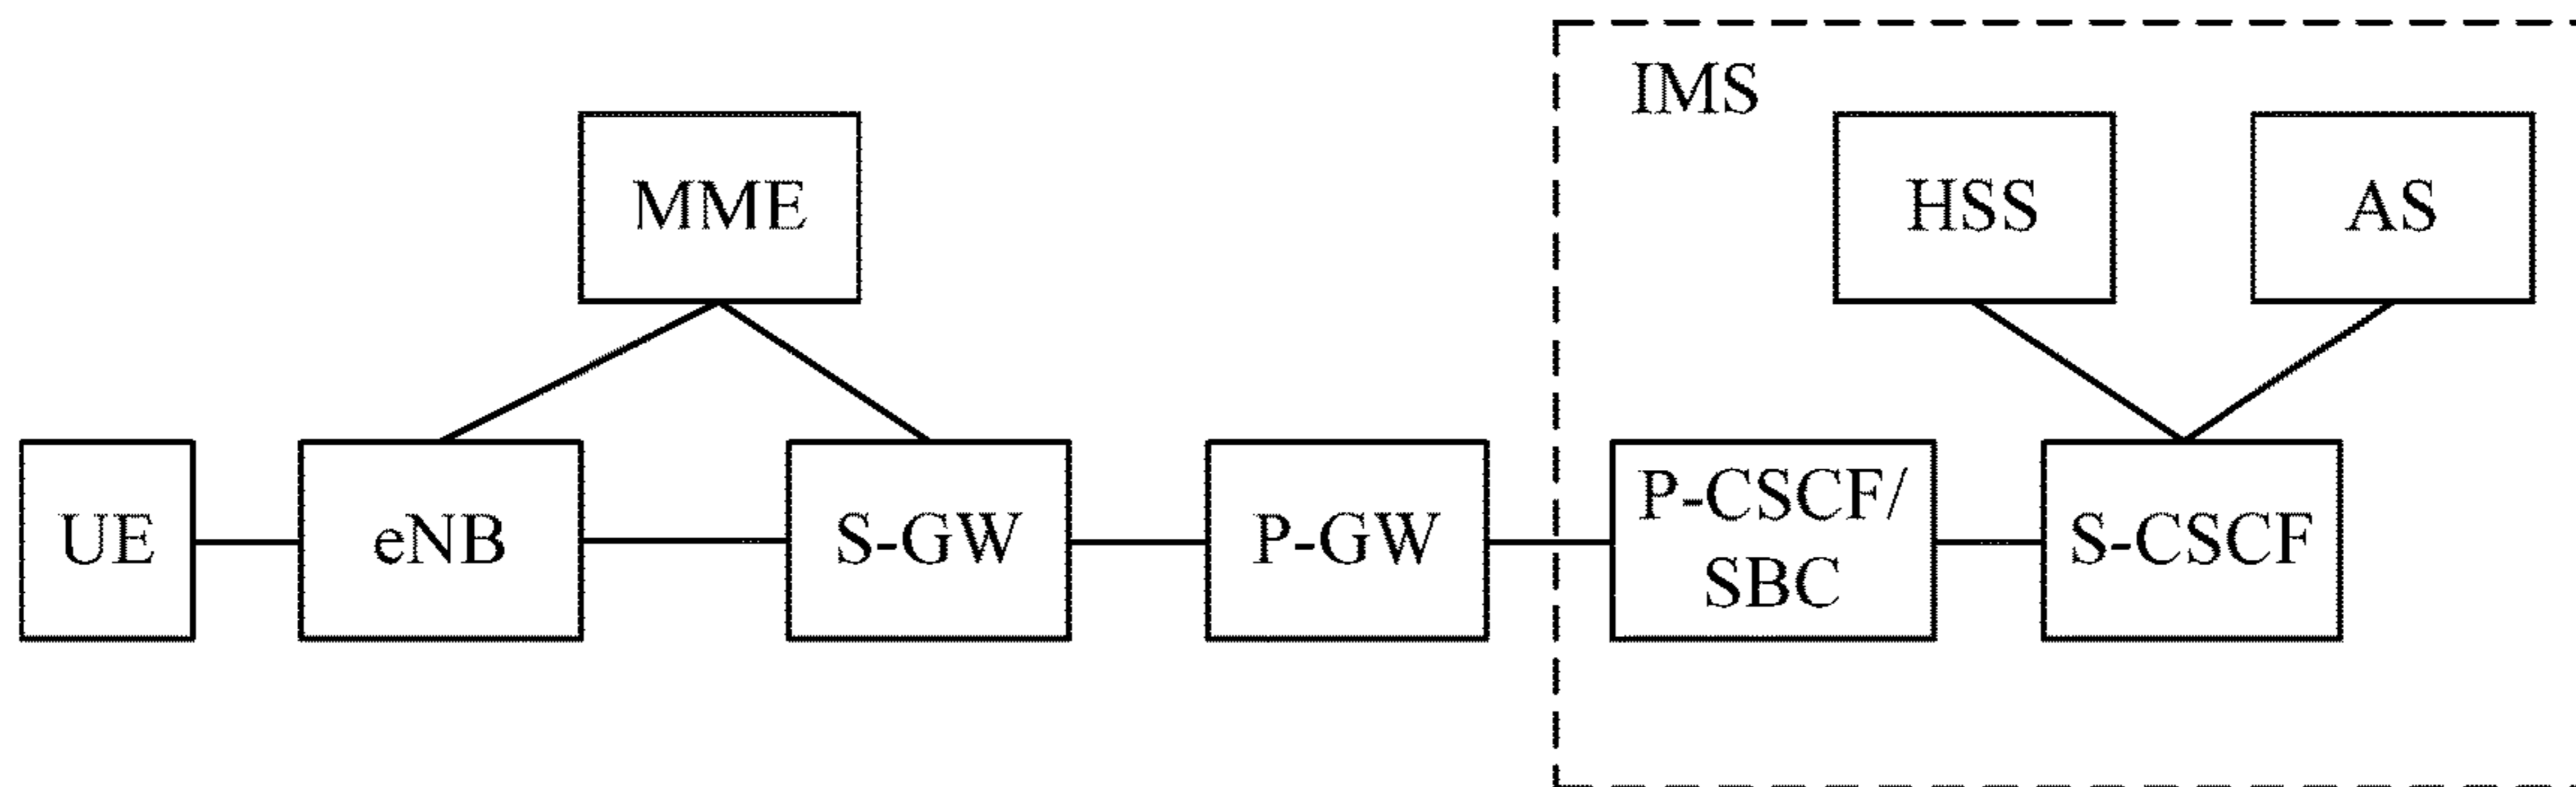 IMS
MME
HSS
AS
UE
eNB
S-GW
P-GW
P-CSCF/
SBC
S-CSCF